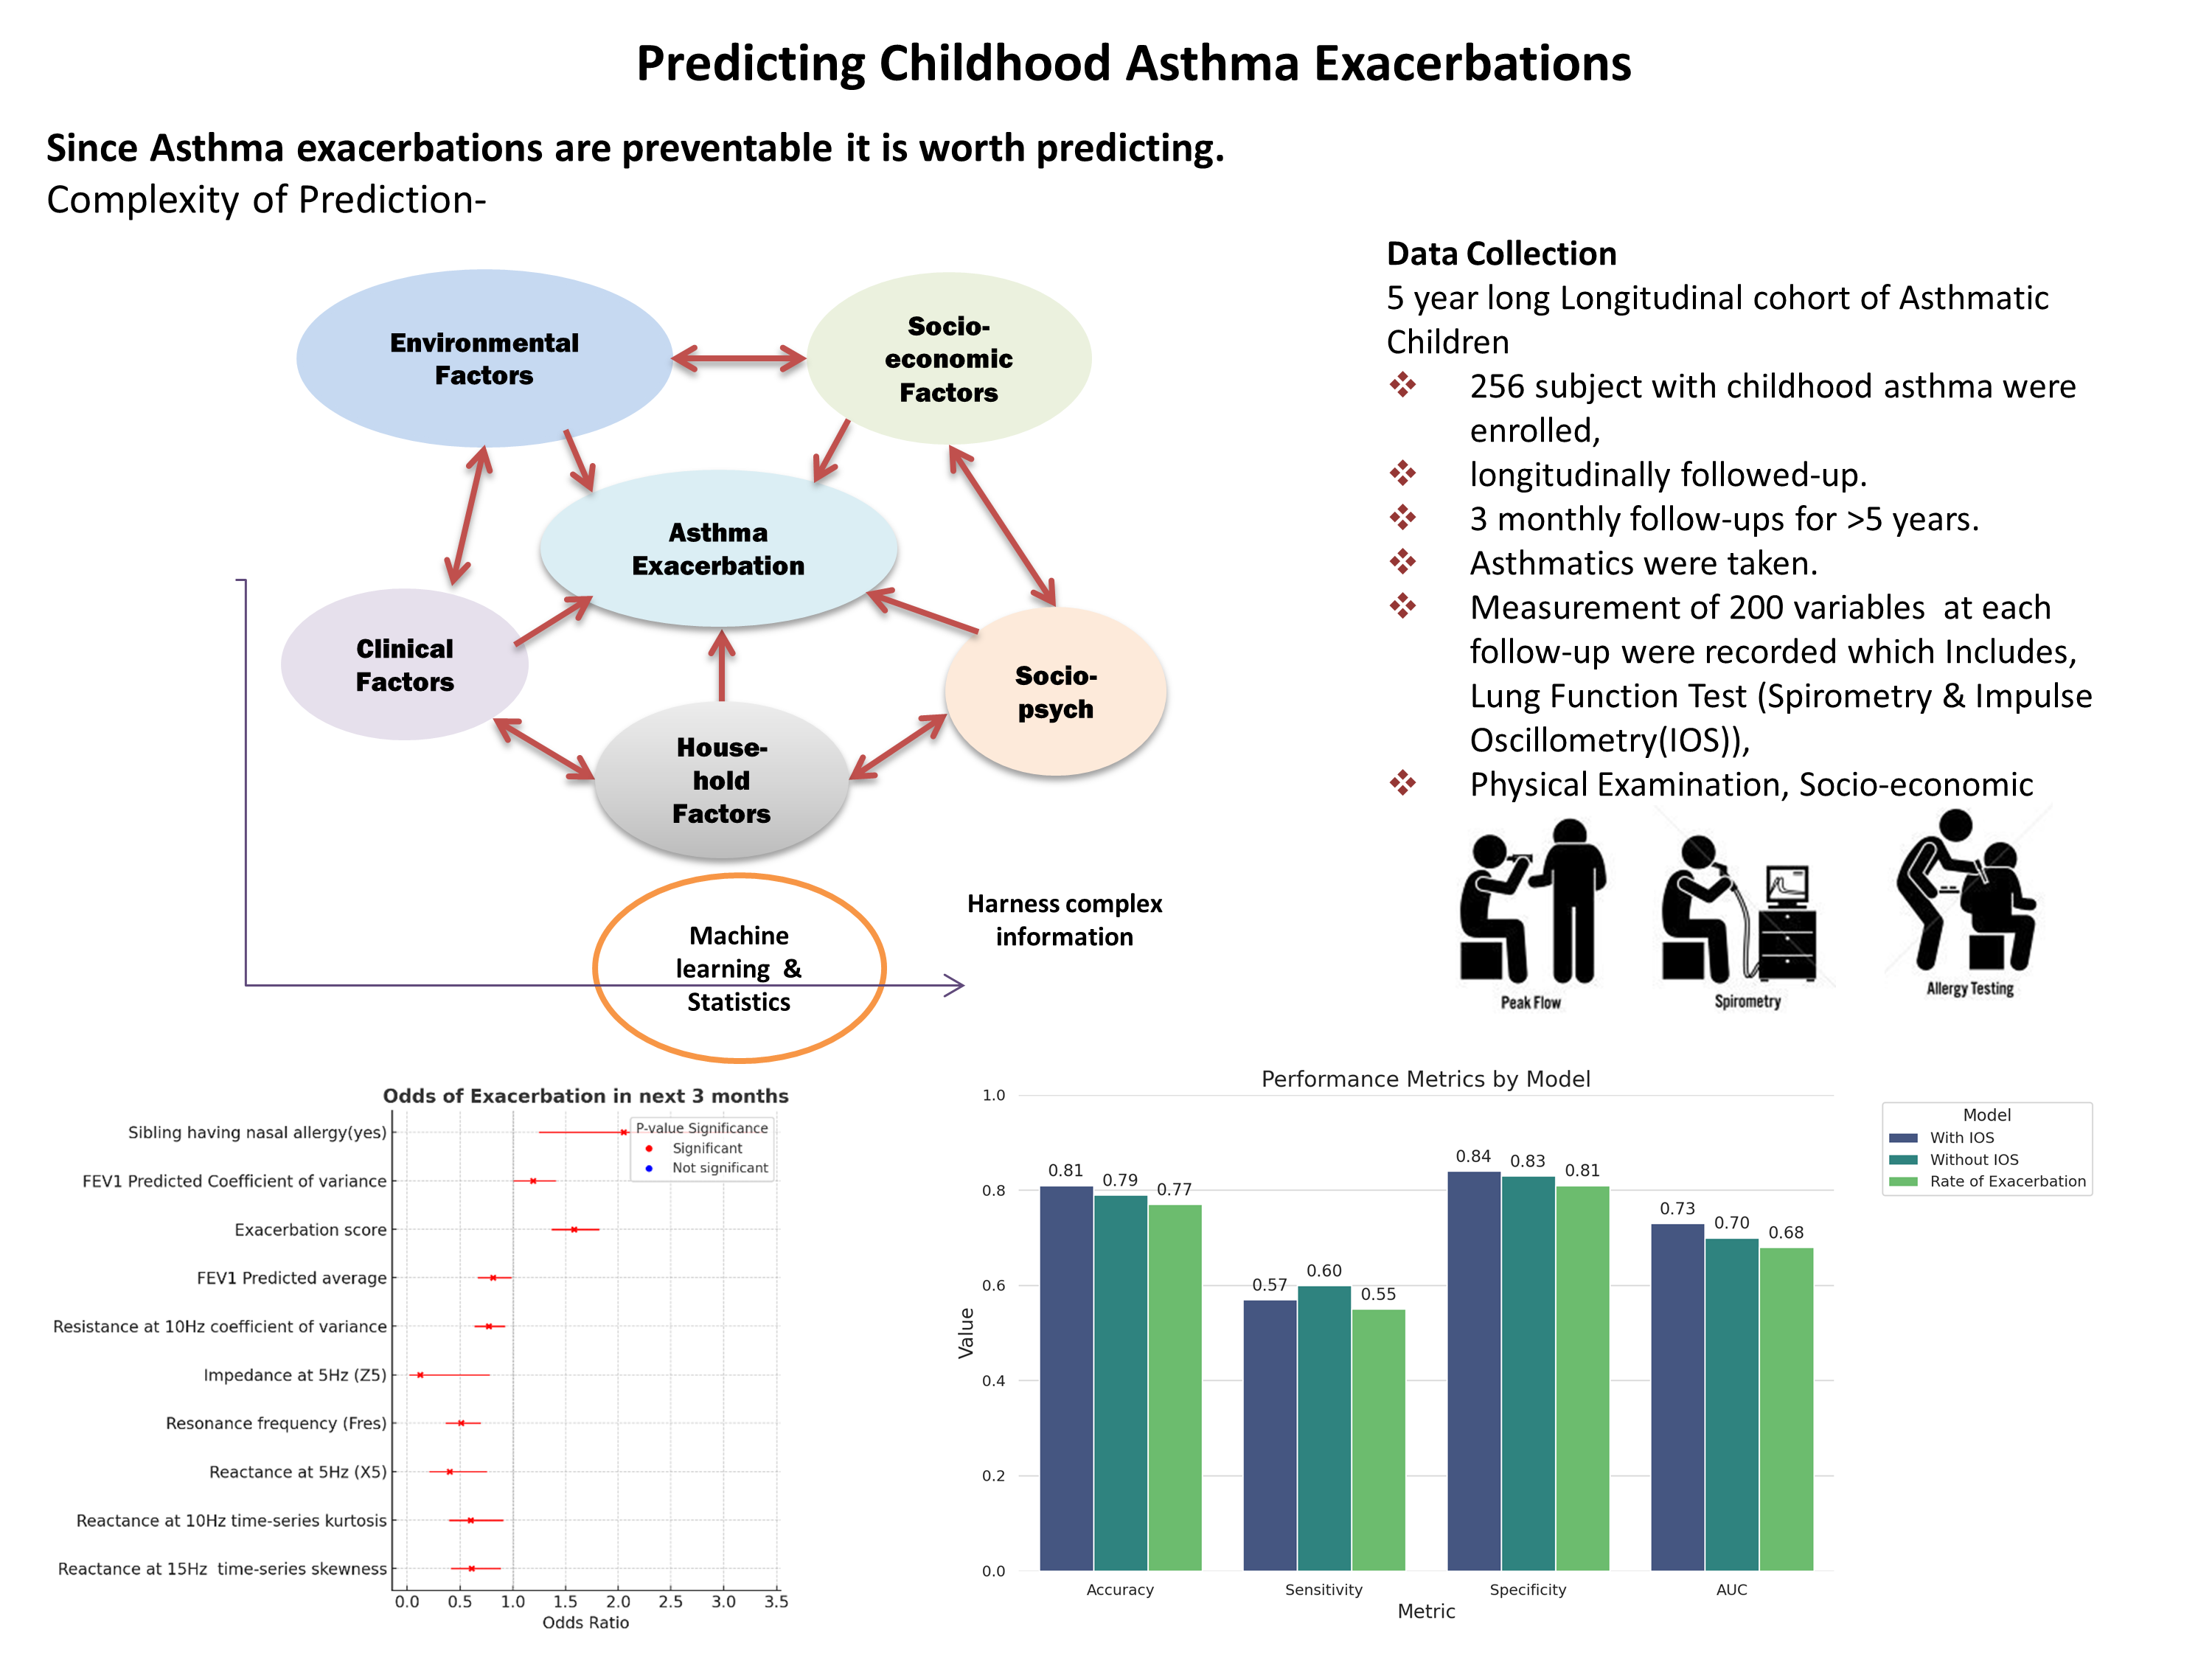 Predicting Childhood Asthma Exacerbations
Since Asthma exacerbations are preventable it is worth predicting.
Complexity of Prediction-
Environmental
Factors
Socio-
economic
Factors
Asthma
Exacerbation
Clinical
Factors
Socio-
psych
House-
hold
Factors
Machine
learning &
Statistics
Harness complex
information
Data Collection
5 year long Longitudinal cohort of Asthmatic
Children
❖ 256 subject with childhood asthma were
enrolled,
❖ longitudinally followed-up.
❖ 3 monthly follow-ups for >5 years.
❖ Asthmatics were taken.
❖ Measurement of 200 variables at each
follow-up were recorded which Includes,
Lung Function Test (Spirometry & Impulse
Oscillometry(IOS)),
❖ Physical Examination, Socio-economic
Peak Flow
Spirometry
Allergy Testing
Odds of Exacerbation in next 3 months
P-value Significance
Significant
Not significant
Sibling having nasal allergy(yes)
FEV1 Predicted Coefficient of variance
Exacerbation score
FEV1 Predicted average
Resistance at 10Hz coefficient of variance
Impedance at 5Hz (Z5)
Resonance frequency (Fres)
Reactance at 5Hz (X5)
Reactance at 10Hz time-series kurtosis
Reactance at 15Hz time-series skewness
0.0 0.5 1.0 1.5 2.0 2.5 3.0 3.5
Odds Ratio
Performance Metrics by Model
1.0
0.8
0.6
0.4
0.2
0.0
Value
0.81 0.79 0.77
0.57 0.60 0.55
0.84 0.83 0.81
0.73 0.70 0.68
Accuracy Sensitivity Specificity AUC
Metric
Model
With IOS
Without IOS
Rate of Exacerbation